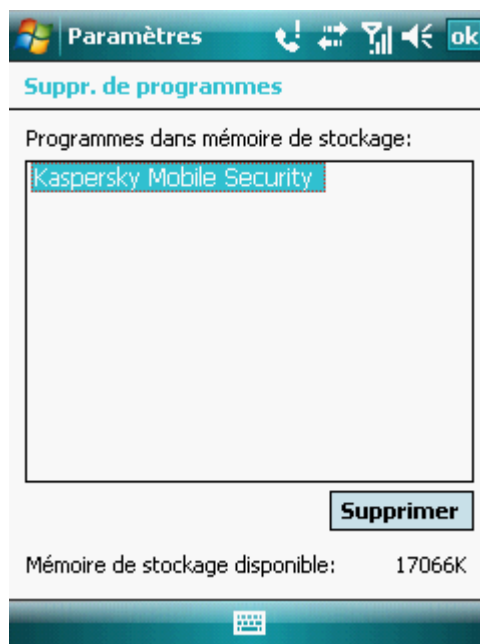 Paramètres ok
Suppr. de programmes
Programmes dans mémoire de stockage:
Kaspersky Mobile Security
Supprimer
Mémoire de stockage disponible: 17066K